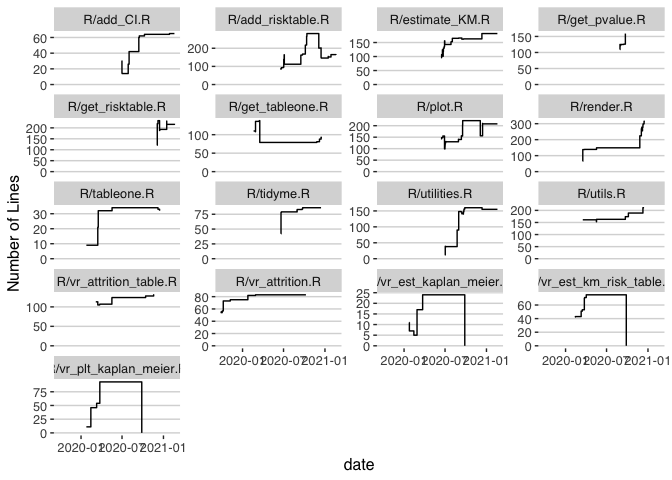 R/add_CI.R R/add_risktable.R R/estimate_KM.R R/get_pvalue.R
60 40 20 0
200 100 0
150 100 50 0
150 100 50 0
R/get_risktable.R R/get_tableone.R R/plot.R R/render.R
200 150 100 50 0
100 50 0
200 150 100 50 0
300 200 100 0
R/tableone.R R/tidyme.R R/utilities.R R/utils.R
30 20 10 0
75 50 25 0
150 100 50 0
200 150 100 50 0
R/vr_attrition_table.R R/vr_attrition.R /vr_est_kaplan_meier. /vr_est_km_risk_table.
100 50 0
80 60 40 20 0
25 20 15 10 5 0
60 40 20 0
2020-01 2020-07 2021-01
2020-01 2020-07 2021-01
2020-01 2020-07 2021-01
/vr_plt_kaplan_meier.
75 50 25 0
2020-01 2020-07 2021-01
Number of Lines
date